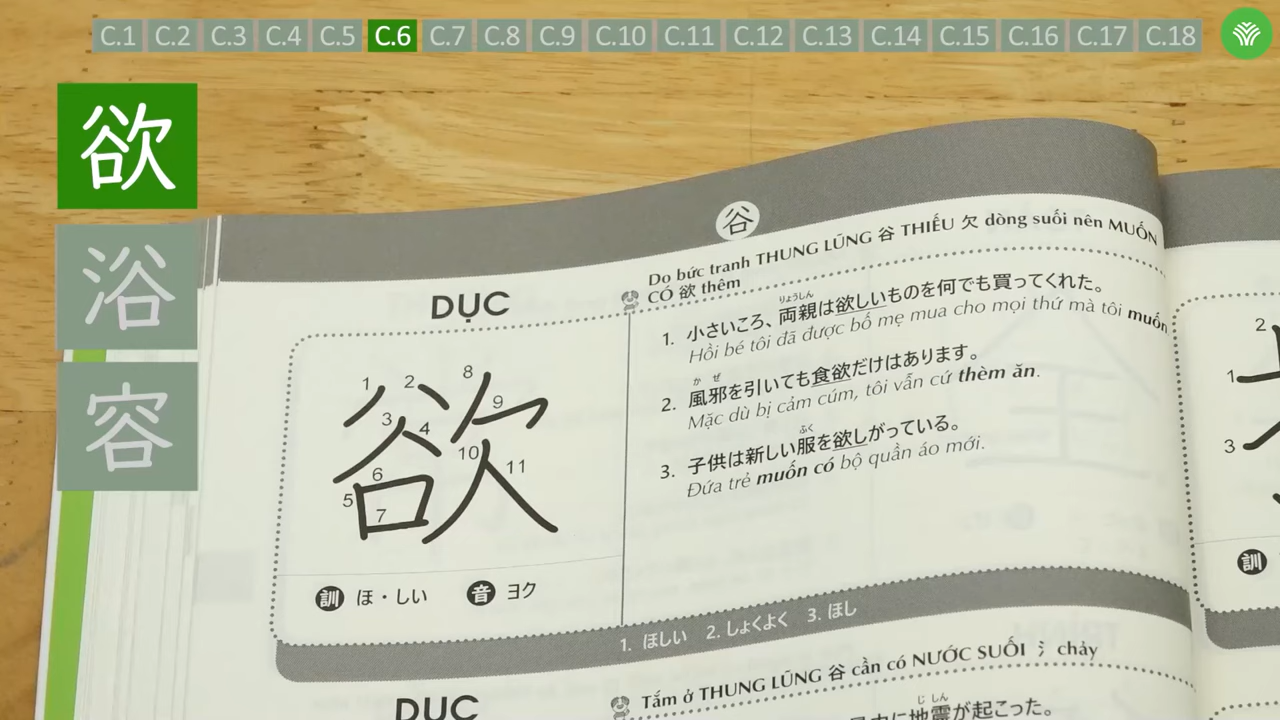 C.1 C.2 C.3 C.4 C.5 C.6 C.7 C.8 C.9 C.10 C.11 C.12 C.13 C.14 C.15 C.16 C.17 C.18
欲
浴
容
谷
Do bức tranh THUNG LŨNG 谷 THIẾU 欠 dòng suối nên MUỐN
CÓ 欲 thêm
DỤC
欲
1 2 3 4 5 6 7 8 9 10 11
訓 ほ・しい 音 ヨク
りょうしん
1. 小さいころ、両親は欲しいものを何でも買ってくれた。
Hồi bé tôi đã được bố mẹ mua cho mọi thứ mà tôi muốn
かぜ
2. 風邪を引いても食欲だけはあります。
Mặc dù bị cảm cúm, tôi vẫn cứ thèm ăn.
ふく
3. 子供は新しい服を欲しがっている。
Đứa trẻ muốn có bộ quần áo mới.
1. ほしい 2. しょくよく 3. ほし
DỤC
Tắm ở THUNG LŨNG 谷 cần có NƯỚC SUỐI 氵 chảy
じしん
に地震が起こった。
2
1
3
訓